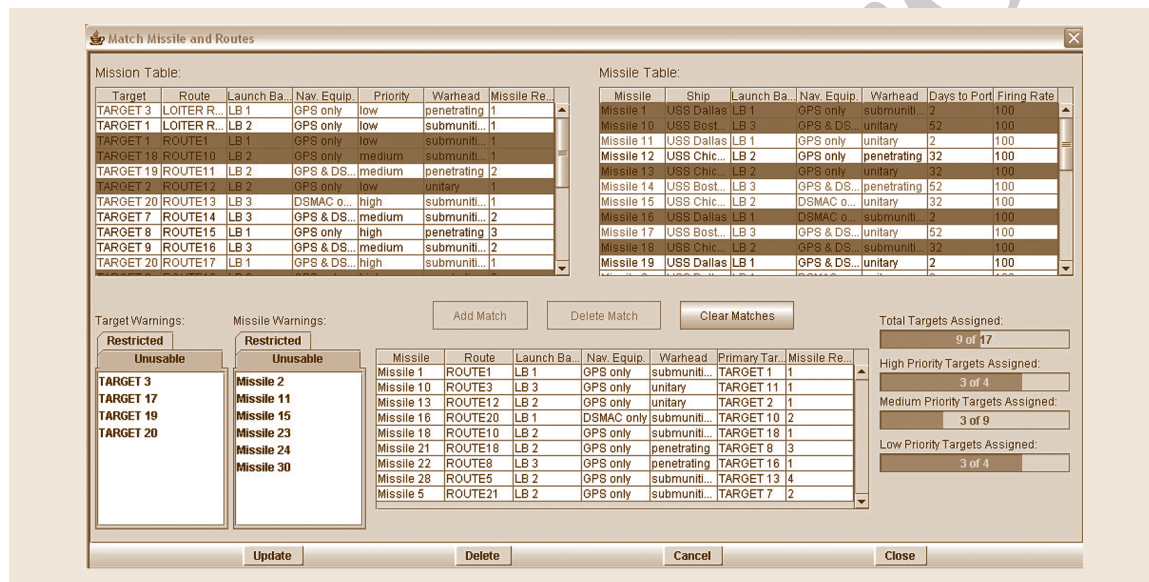 Match Missile and Routes
Mission Table:
Target Route Launch Ba... Nav. Equip. Priority Warhead Missile Re...
TARGET 3 LOITER R... LB 1 GPS only low penetrating 1
TARGET 1 LOITER R... LB 2 GPS only low submuniti... 1
TARGET 1 ROUTE1 LB 1 GPS only low submuniti... 1
TARGET 18 ROUTE10 LB 2 GPS only medium submuniti... 1
TARGET 19 ROUTE11 LB 2 GPS & DS... medium penetrating 2
TARGET 2 ROUTE12 LB 2 GPS only low unitary 1
TARGET 20 ROUTE13 LB 3 DSMAC o... high submuniti... 1
TARGET 7 ROUTE14 LB 3 GPS & DS... medium submuniti... 2
TARGET 8 ROUTE15 LB 1 GPS only high penetrating 3
TARGET 9 ROUTE16 LB 3 GPS & DS... medium submuniti... 2
TARGET 20 ROUTE17 LB 1 GPS & DS... high submuniti... 1
Missile Table:
Missile Ship Launch Ba... Nav. Equip. Warhead Days to Port Firing Rate
Missile 1 USS Dallas LB 1 GPS only submuniti... 2 100
Missile 10 USS Bost... LB 3 GPS & DS... unitary 52 100
Missile 11 USS Dallas LB 1 GPS only unitary 2 100
Missile 12 USS Chic... LB 2 GPS only penetrating 32 100
Missile 13 USS Chic... LB 2 GPS only unitary 32 100
Missile 14 USS Bost... LB 3 GPS & DS... penetrating 52 100
Missile 15 USS Chic... LB 2 DSMAC o... unitary 32 100
Missile 16 USS Dallas LB 1 DSMAC o... submuniti... 2 100
Missile 17 USS Bost... LB 3 GPS & DS... unitary 52 100
Missile 18 USS Chic... LB 2 GPS & DS... submuniti... 32 100
Missile 19 USS Dallas LB 1 GPS & DS... unitary 2 100
Add Match Delete Match Clear Matches
Target Warnings:
Restricted
Unusable
TARGET 3
TARGET 17
TARGET 19
TARGET 20
Missile Warnings:
Restricted
Unusable
Missile 2
Missile 11
Missile 15
Missile 23
Missile 24
Missile 30
Missile Route Launch Ba... Nav. Equip. Warhead Primary Tar... Missile Re...
Missile 1 ROUTE1 LB 1 GPS only submuniti... TARGET 1 1
Missile 10 ROUTE3 LB 3 GPS only unitary TARGET 11 1
Missile 13 ROUTE12 LB 2 GPS only unitary TARGET 2 1
Missile 16 ROUTE20 LB 1 DSMAC only submuniti... TARGET 10 2
Missile 18 ROUTE10 LB 2 GPS only submuniti... TARGET 18 1
Missile 21 ROUTE18 LB 2 GPS only penetrating TARGET 8 3
Missile 22 ROUTE8 LB 3 GPS only penetrating TARGET 16 1
Missile 28 ROUTE5 LB 2 GPS only submuniti... TARGET 13 4
Missile 5 ROUTE21 LB 2 GPS only submuniti... TARGET 7 2
Total Targets Assigned:
9 of 17
High Priority Targets Assigned:
3 of 4
Medium Priority Targets Assigned:
3 of 9
Low Priority Targets Assigned:
3 of 4
Update Delete Cancel Close